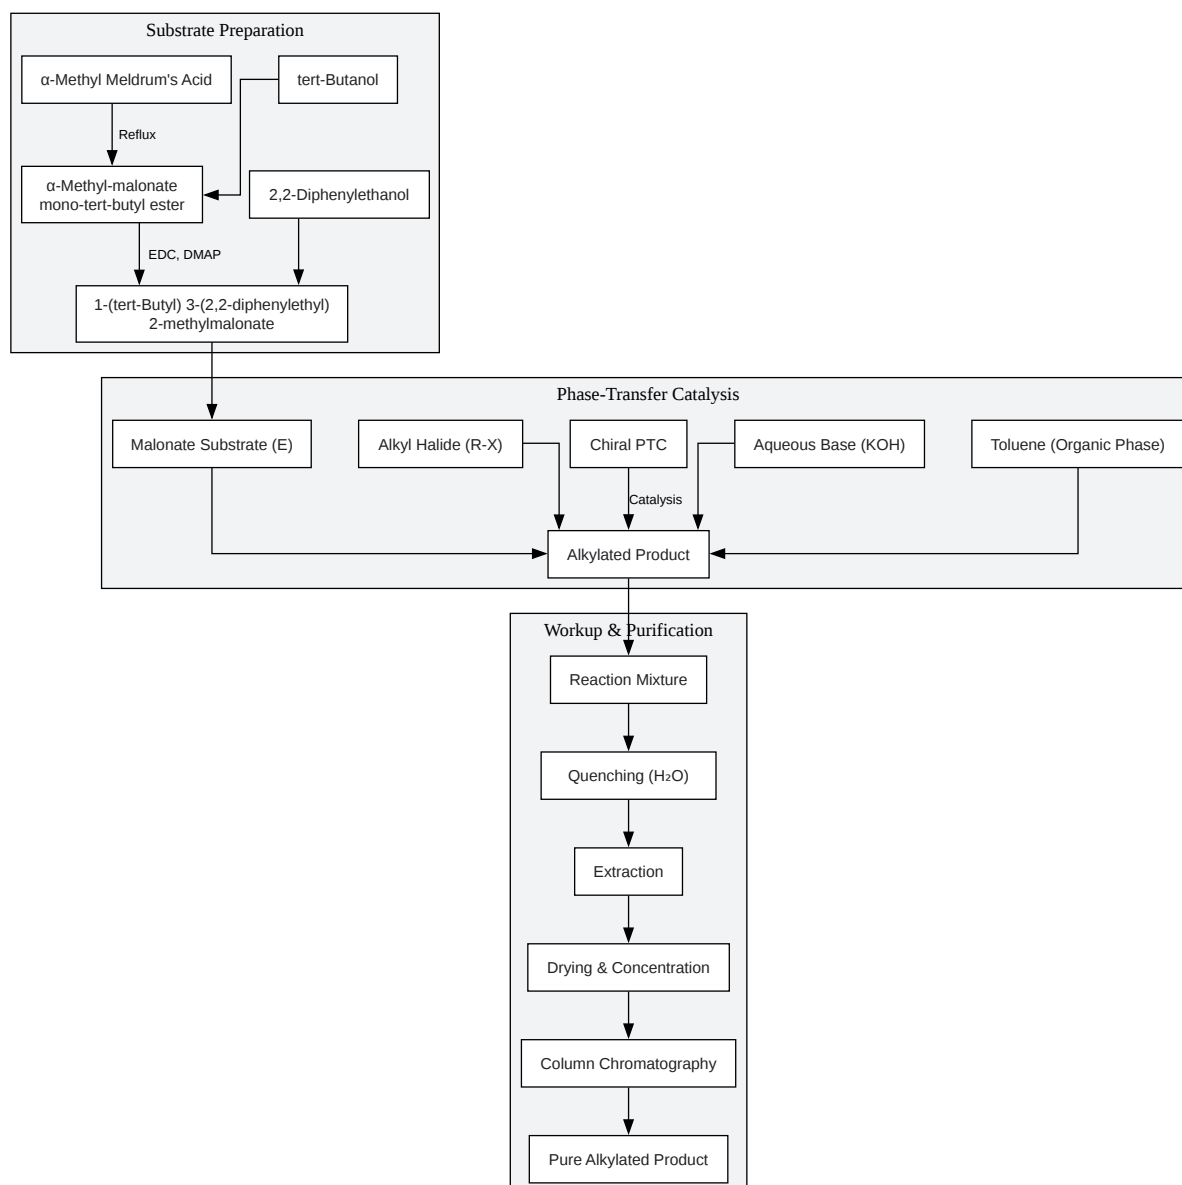 Substrate Preparation
α-Methyl Meldrum's Acid
tert-Butanol
Reflux
α-Methyl-malonate
mono-tert-butyl ester
2,2-Diphenylethanol
EDC, DMAP
1-(tert-Butyl) 3-(2,2-diphenylethyl)
2-methylmalonate
Phase-Transfer Catalysis
Malonate Substrate (E)
Alkyl Halide (R-X)
Chiral PTC
Aqueous Base (KOH)
Toluene (Organic Phase)
Catalysis
Alkylated Product
Workup & Purification
Reaction Mixture
Quenching (H₂O)
Extraction
Drying & Concentration
Column Chromatography
Pure Alkylated Product